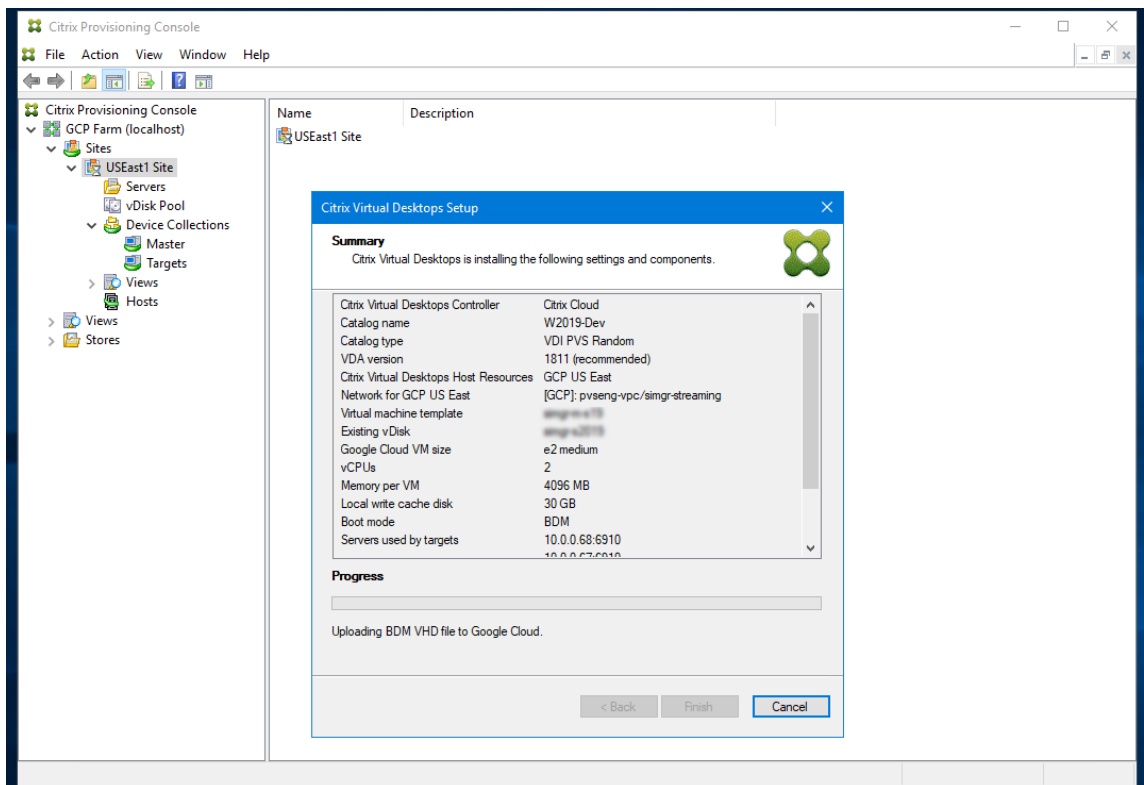 Citrix Provisioning Console
File Action View Window Help
Citrix Provisioning Console
GCP Farm (localhost)
Sites
USEast1 Site
Servers
vDisk Pool
Device Collections
Master
Targets
Views
Hosts
Views
Stores
Name Description
USEast1 Site
Citrix Virtual Desktops Setup
Summary
Citrix Virtual Desktops is installing the following settings and components.
Citrix Virtual Desktops Controller Citrix Cloud
Catalog name W2019-Dev
Catalog type VDI PVS Random
VDA version 1811 (recommended)
Citrix Virtual Desktops Host Resources GCP US East
Network for GCP US East [GCP]: pvseng-vpc/simgr-streaming
Virtual machine template
Existing vDisk
Google Cloud VM size e2 medium
vCPUs 2
Memory per VM 4096 MB
Local write cache disk 30 GB
Boot mode BDM
Servers used by targets 10.0.0.68:6910
10.0.0.67:6910
Progress
Uploading BDM VHD file to Google Cloud.
< Back Finish Cancel